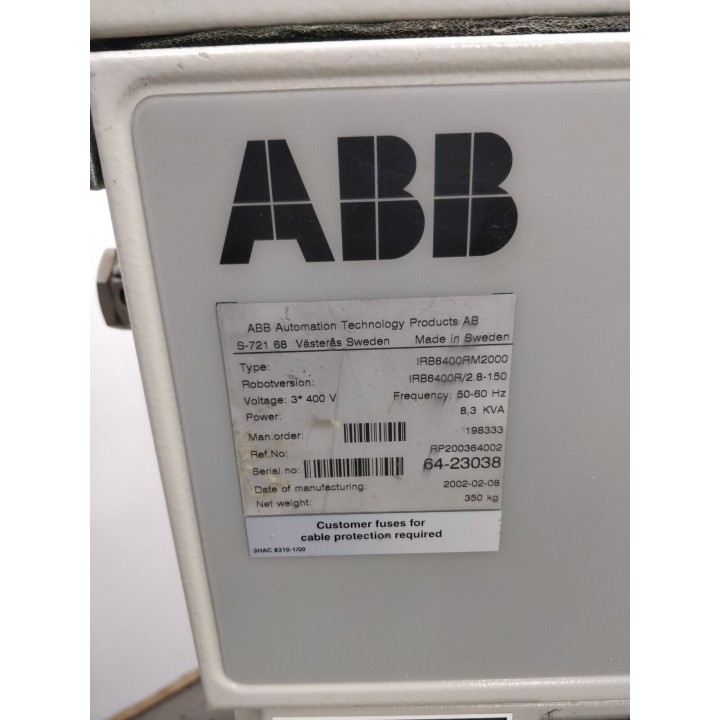 ABB
ABB Automation Technology Products AB
S-721 68 Västerås Sweden Made in Sweden
Type: IRB6400RM2000
Robotversion: IRB6400R/2.8-150
Voltage: 3* 400 V Frequency: 50-60 Hz
Power: 8,3 KVA
Man.order: 198333
Ref.No: RP200364002
Serial no: 64-23038
Date of manufacturing: 2002-02-08
Net weight: 350 kg
Customer fuses for
cable protection required
3HAC 8310-1/00